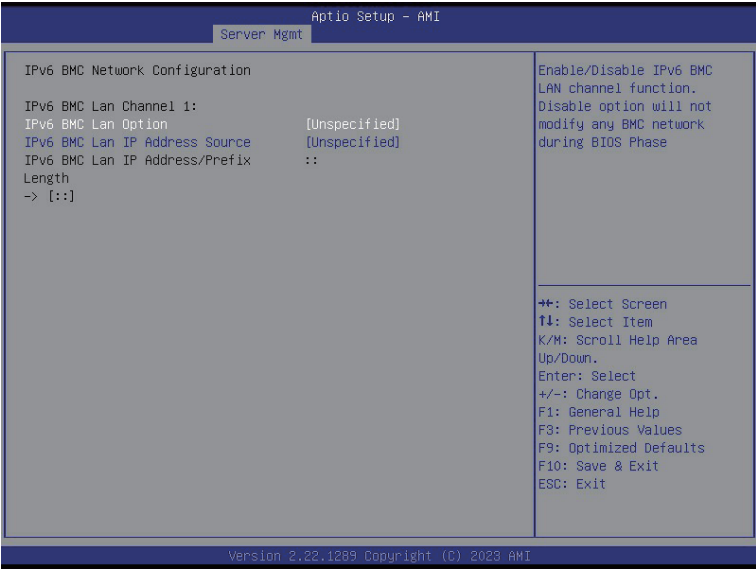 Aptio Setup – AMI
Server Mgmt
IPv6 BMC Network Configuration
IPv6 BMC Lan Channel 1:
IPv6 BMC Lan Option [Unspecified]
IPv6 BMC Lan IP Address Source [Unspecified]
IPv6 BMC Lan IP Address/Prefix ::
Length
-> [::]
Enable/Disable IPv6 BMC
LAN channel function.
Disable option will not
modify any BMC network
during BIOS Phase
→←: Select Screen
↑↓: Select Item
K/M: Scroll Help Area
Up/Down.
Enter: Select
+/-: Change Opt.
F1: General Help
F3: Previous Values
F9: Optimized Defaults
F10: Save & Exit
ESC: Exit
Version 2.22.1289 Copyright (C) 2023 AMI